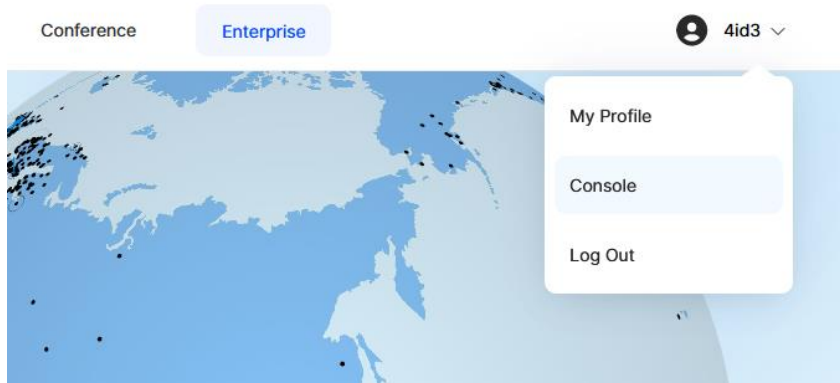 Conference
Enterprise
4id3
My Profile
Console
Log Out